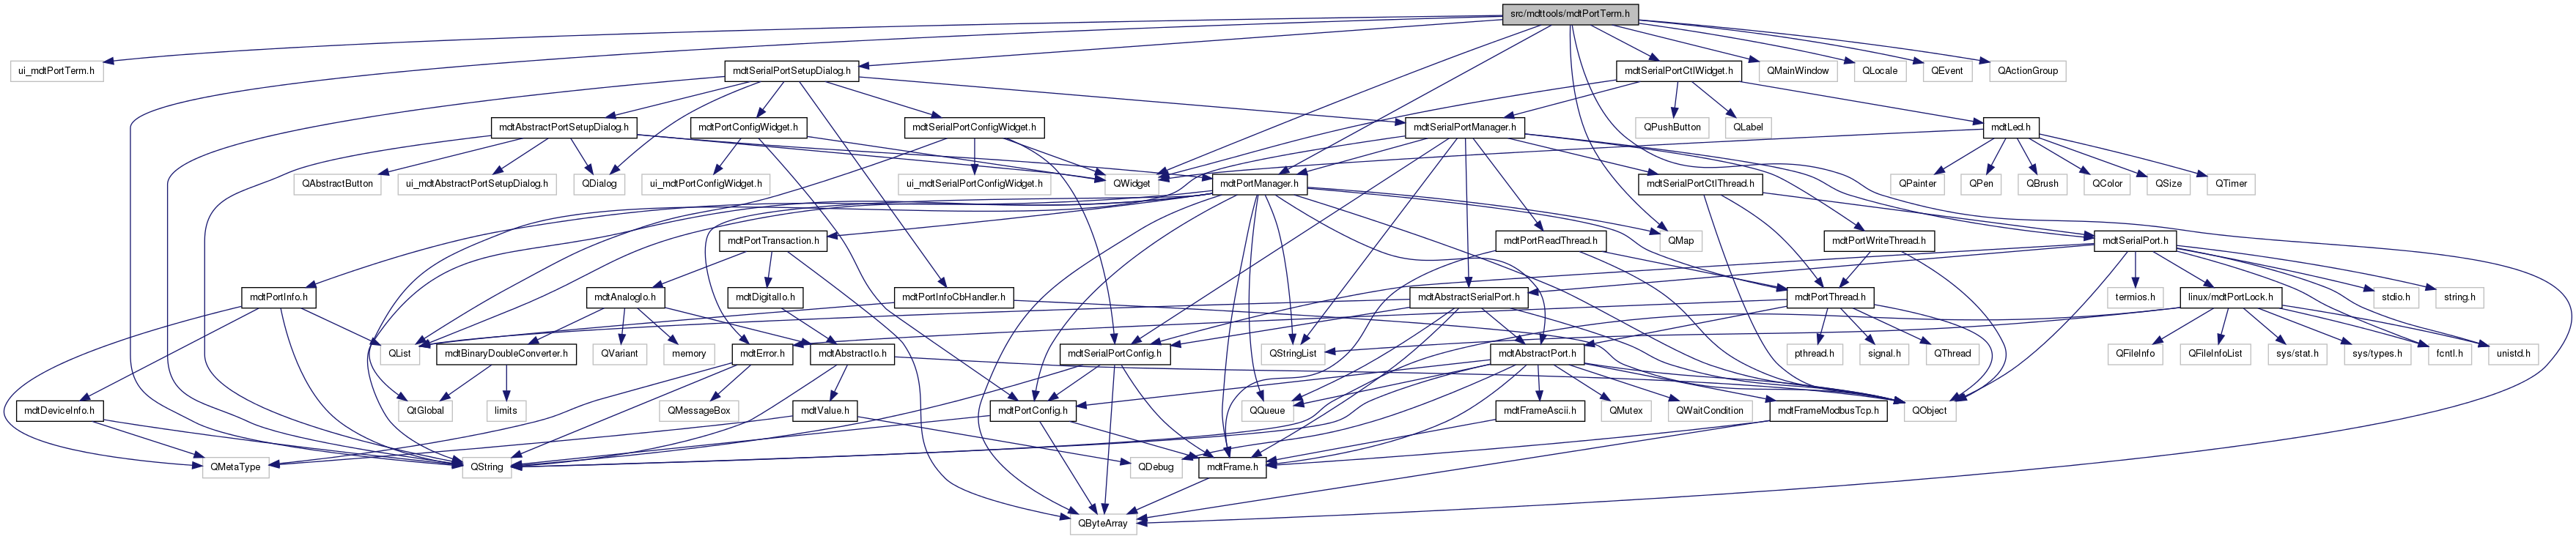 src/mdttools/mdtPortTerm.h
ui_mdtPortTerm.h
mdtSerialPortSetupDialog.h
mdtSerialPortCtlWidget.h
QMainWindow
QLocale
QEvent
QActionGroup
mdtAbstractPortSetupDialog.h
mdtPortConfigWidget.h
mdtSerialPortConfigWidget.h
mdtSerialPortManager.h
QPushButton
QLabel
mdtLed.h
QAbstractButton
ui_mdtAbstractPortSetupDialog.h
QDialog
ui_mdtPortConfigWidget.h
ui_mdtSerialPortConfigWidget.h
QWidget
mdtPortManager.h
mdtSerialPortCtlThread.h
QPainter
QPen
QBrush
QColor
QSize
QTimer
mdtPortTransaction.h
mdtPortReadThread.h
QMap
mdtPortWriteThread.h
mdtSerialPort.h
mdtPortInfo.h
mdtAnalogIo.h
mdtDigitalIo.h
mdtPortInfoCbHandler.h
mdtAbstractSerialPort.h
mdtPortThread.h
termios.h
linux/mdtPortLock.h
stdio.h
string.h
QList
mdtBinaryDoubleConverter.h
QVariant
memory
mdtError.h
mdtAbstractIo.h
mdtSerialPortConfig.h
QStringList
mdtAbstractPort.h
pthread.h
signal.h
QThread
QFileInfo
QFileInfoList
sys/stat.h
sys/types.h
fcntl.h
unistd.h
mdtDeviceInfo.h
QtGlobal
limits
QMessageBox
mdtValue.h
mdtPortConfig.h
QQueue
mdtFrameAscii.h
QMutex
QWaitCondition
mdtFrameModbusTcp.h
QObject
QMetaType
QString
QDebug
mdtFrame.h
QByteArray